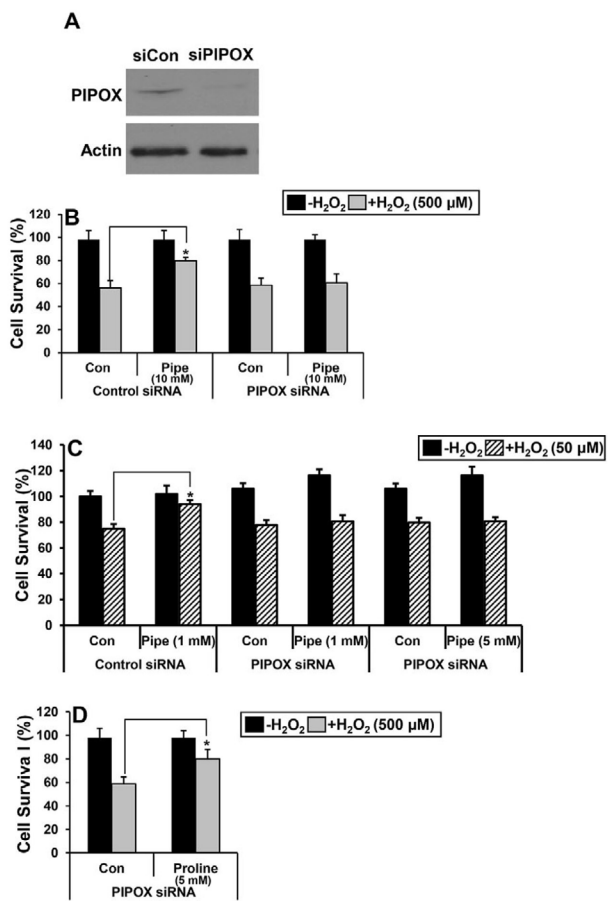 A
siCon siPIPOX
PIPOX
Actin
B
-H₂O₂ +H₂O₂ (500 µM)
Cell Survival (%)
120
100
80
60
40
20
0
*
Con Pipe (10 mM) Con Pipe (10 mM)
Control siRNA PIPOX siRNA
C
-H₂O₂ +H₂O₂ (50 µM)
Cell Survival (%)
140
120
100
80
60
40
20
0
*
Con Pipe (1 mM) Con Pipe (1 mM) Con Pipe (5 mM)
Control siRNA PIPOX siRNA PIPOX siRNA
D
-H₂O₂ +H₂O₂ (500 µM)
Cell Surviva l (%)
120
100
80
60
40
20
0
*
Con Proline (5 mM)
PIPOX siRNA